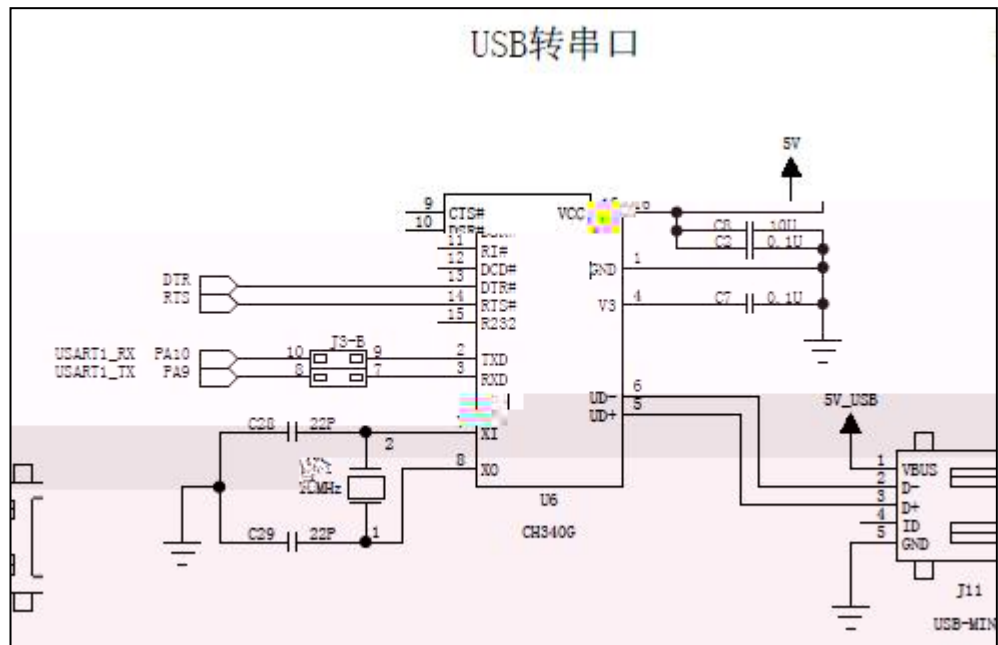 USB转串口
5V
9 CTS# VCC
10
11 RI#
12 DCD# GND 1
13 DTR#
14 RTS# V3 4
15 R232
C3 10U
C2 0.1U
C7 0.1U
DTR
RTS
J3-B
USART1_RX PA10 10 9 2 TXD
USART1_TX PA9 8 7 3 RXD
UD- 6
UD+ 5
5V_USB
C28 22P 2 XI
8 XO
C29 22P 1
U6
CH340G
1 VBUS
2 D-
3 D+
4 ID
5 GND
J11